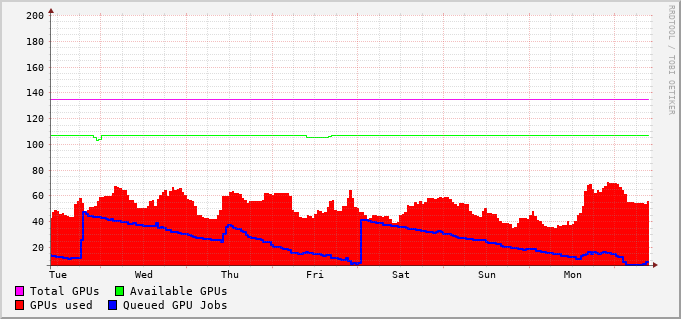 200
180
160
140
120
100
80
60
40
20
Tue Wed Thu Fri Sat Sun Mon
Total GPUs Available GPUs
GPUs used Queued GPU Jobs
RRDTOOL / TOBI OETIKER